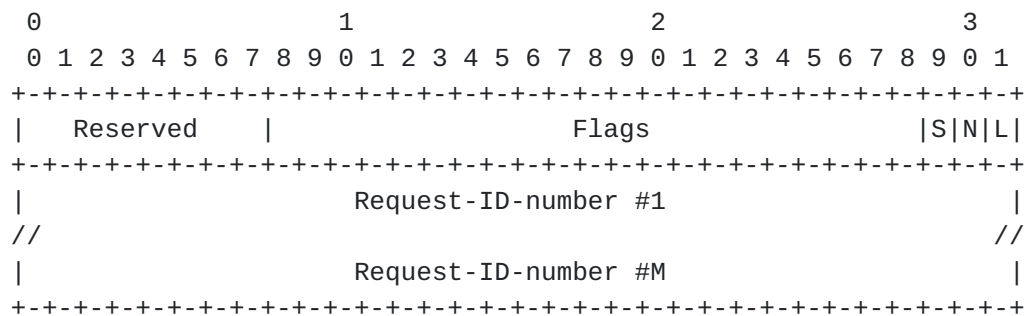 0                   1                   2                   3
 0 1 2 3 4 5 6 7 8 9 0 1 2 3 4 5 6 7 8 9 0 1 2 3 4 5 6 7 8 9 0 1
+-+-+-+-+-+-+-+-+-+-+-+-+-+-+-+-+-+-+-+-+-+-+-+-+-+-+-+-+-+-+-+-+
|   Reserved    |                   Flags                 |S|N|L|
+-+-+-+-+-+-+-+-+-+-+-+-+-+-+-+-+-+-+-+-+-+-+-+-+-+-+-+-+-+-+-+-+
|                     Request-ID-number #1                      |
//                                                             //
|                     Request-ID-number #M                      |
+-+-+-+-+-+-+-+-+-+-+-+-+-+-+-+-+-+-+-+-+-+-+-+-+-+-+-+-+-+-+-+-+